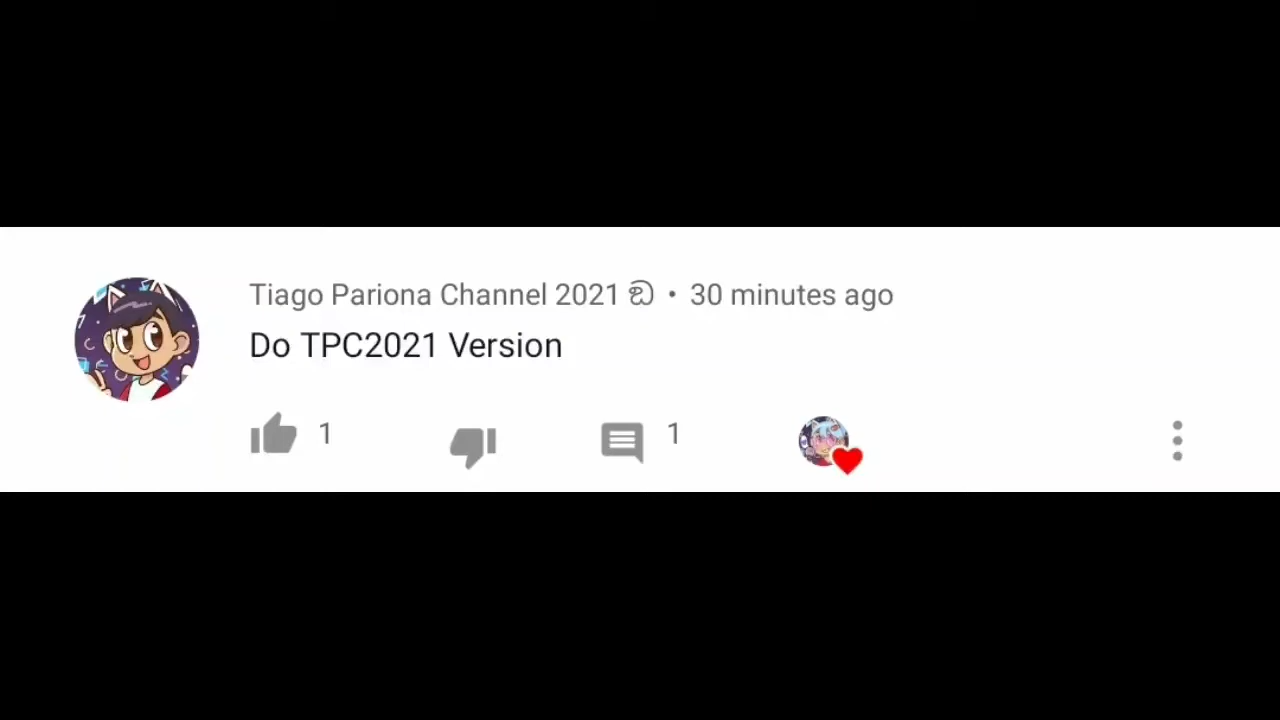 Tiago Pariona Channel 2021 • 30 minutes ago
Do TPC2021 Version
1
1